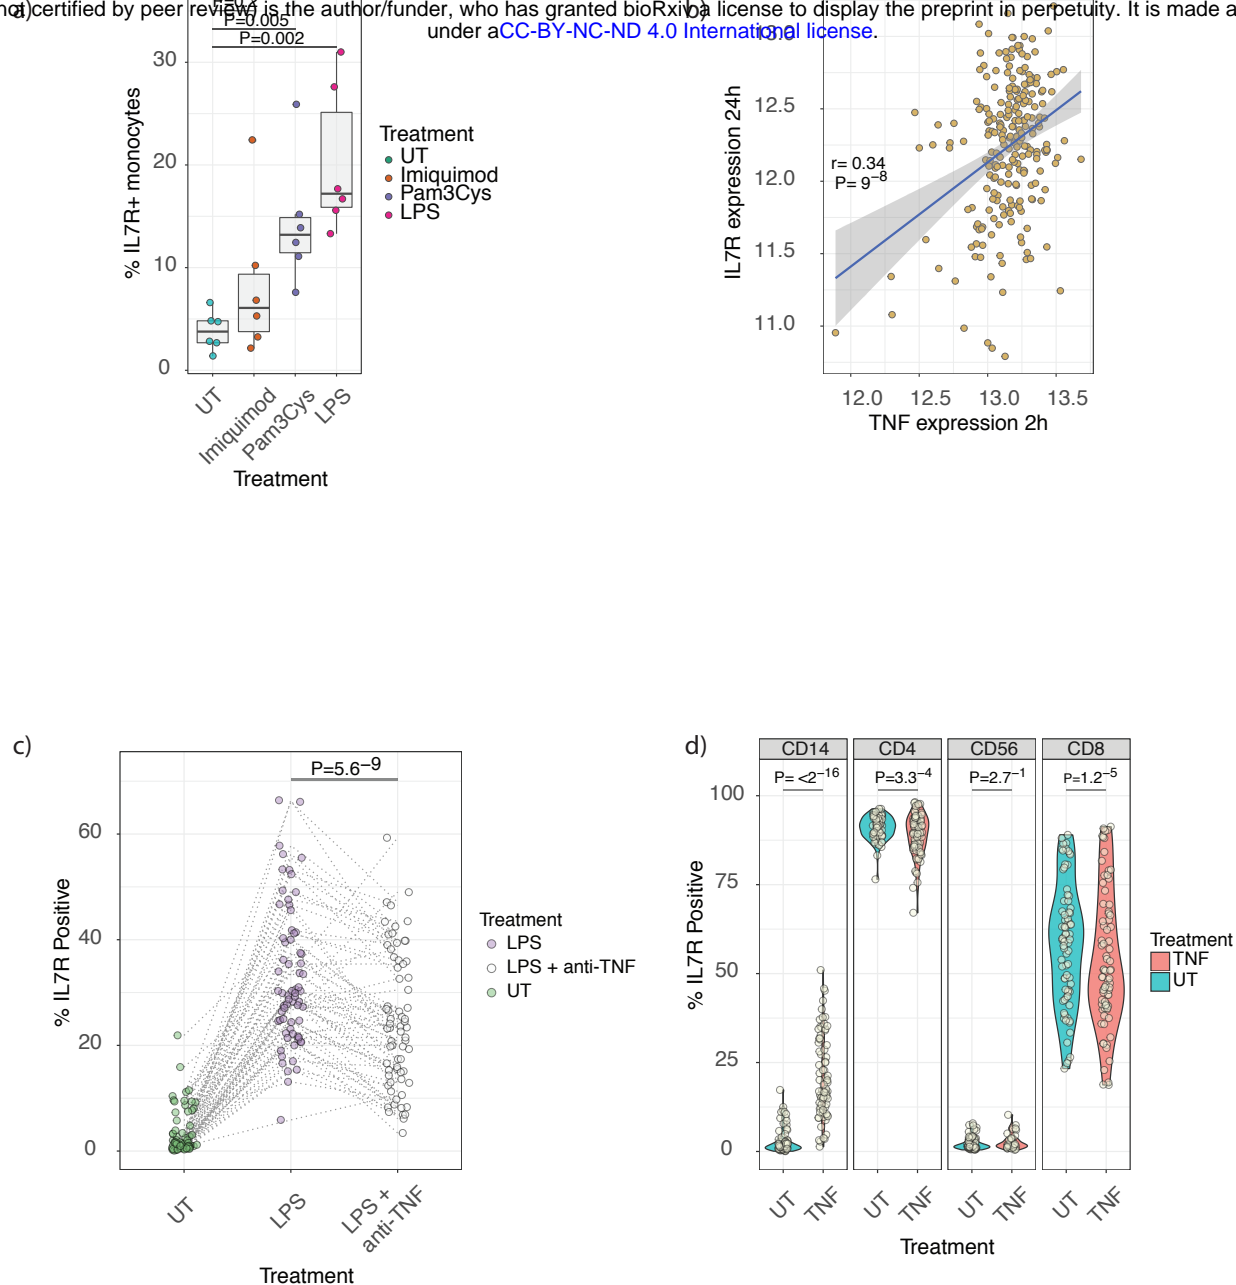 not certified by peer review) is the author/funder, who has granted bioRxiv a license to display the preprint in perpetuity. It is made a
under aCC-BY-NC-ND 4.0 International license.
a)
P=0.005
P=0.002
30
20
10
0
% IL7R+ monocytes
UT
Imiquimod
Pam3Cys
LPS
Treatment
Treatment
UT
Imiquimod
Pam3Cys
LPS
b)
13.0
12.5
12.0
11.5
11.0
IL7R expression 24h
r= 0.34
P= 9−8
12.0 12.5 13.0 13.5
TNF expression 2h
c)
P=5.6−9
60
40
20
0
% IL7R Positive
UT
LPS
LPS +
anti-TNF
Treatment
Treatment
LPS
LPS + anti-TNF
UT
d)
CD14 CD4 CD56 CD8
P= <2−16 P=3.3−4 P=2.7−1 P=1.2−5
100
75
50
25
0
% IL7R Positive
UT TNF UT TNF UT TNF UT TNF
Treatment
Treatment
TNF
UT